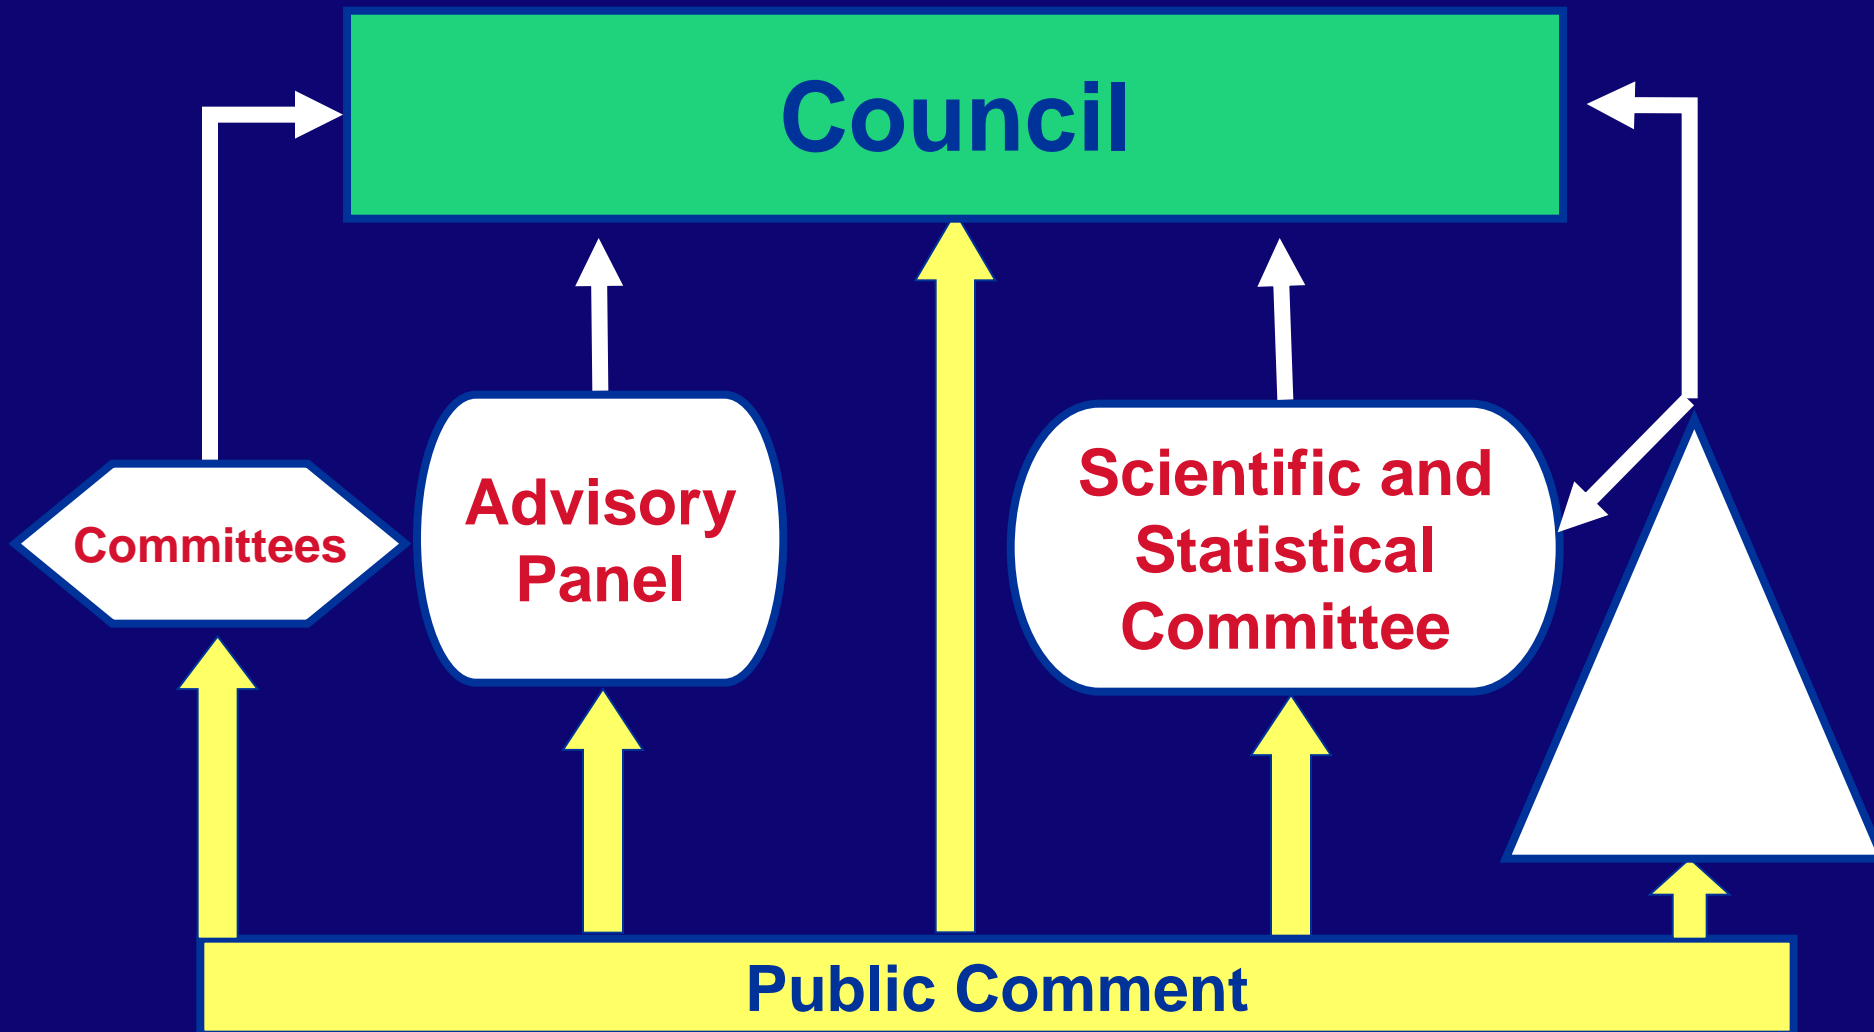 Council
Committees
Advisory
Panel
Scientific and
Statistical
Committee
Public Comment